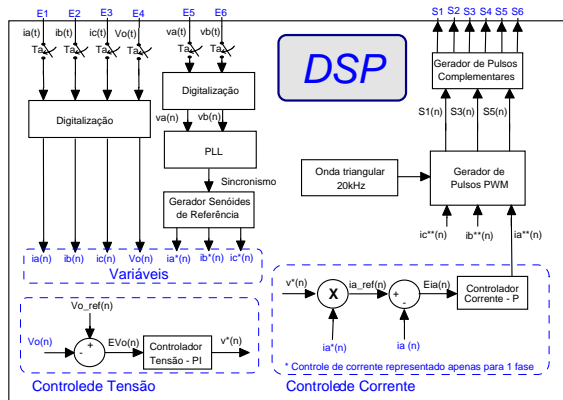 E1 E2 E3 E4 E5 E6
S1 S2 S3 S4 S5 S6
ia(t) ib(t) ic(t) Vo(t) va(t) vb(t)
Ta Ta Ta Ta Ta Ta
DSP
Gerador de Pulsos
Complementares
Digitalização
Digitalização
va(n) vb(n)
S1(n) S3(n) S5(n)
PLL
Sincronismo
Onda triangular
20kHz
Gerador de
Pulsos PWM
Gerador Senóides
de Referência
ic**(n) ib**(n) ia**(n)
ia(n) ib(n) ic(n) Vo(n) ia*(n) ib*(n) ic*(n)
Variáveis
Vo_ref(n)
Vo(n)
+
-
EVo(n)
Controlador
Tensão - PI
v*(n)
Controlede Tensão
v*(n)
X
ia_ref(n)
+
-
Eia(n)
Controlador
Corrente - P
ia*(n)
ia (n)
* Controle de corrente representado apenas para 1 fase
Controlede Corrente